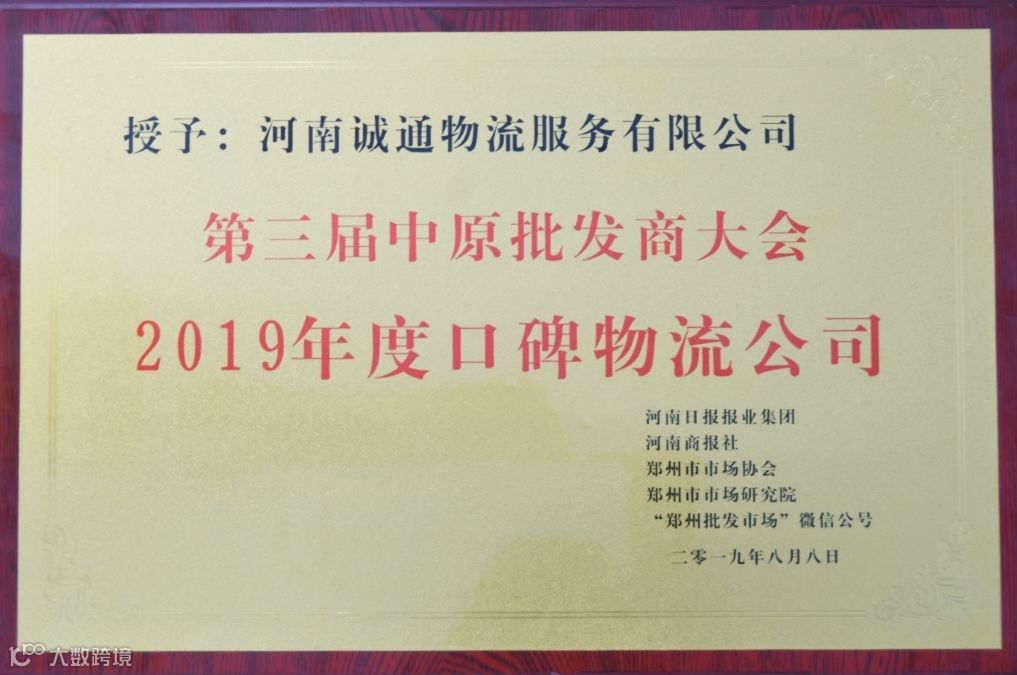 授予：河南诚通物流服务有限公司
第三届中原批发商大会
2019年度口碑物流公司
河南日报报业集团
河南商报社
郑州市市场协会
郑州市市场研究院
“郑州批发市场”微信公号
二零一九年八月八日
大数跨境